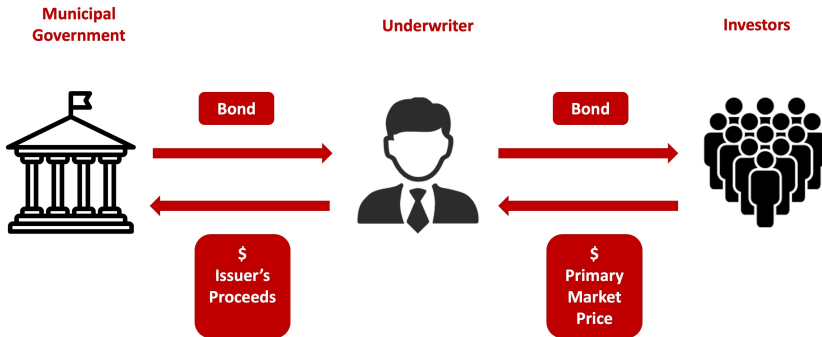 Municipal
Government
Underwriter
Investors
Bond
Bond
$
Issuer's
Proceeds
$
Primary
Market
Price